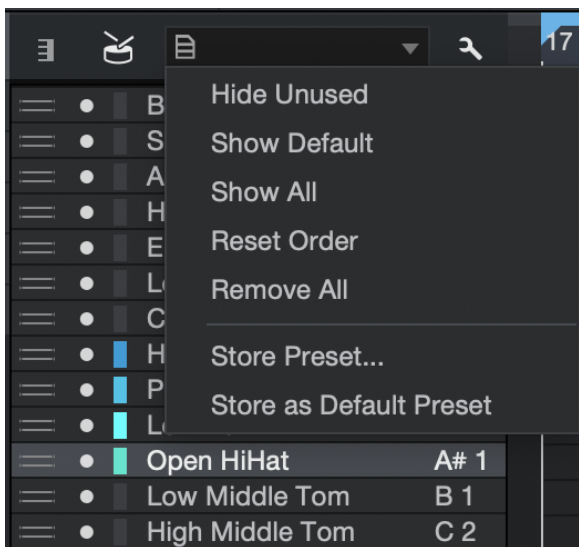 17
Hide Unused
Show Default
Show All
Reset Order
Remove All
Store Preset...
Store as Default Preset
B
S
A
H
E
L
C
H
P
L
Open HiHat A# 1
Low Middle Tom B 1
High Middle Tom C 2